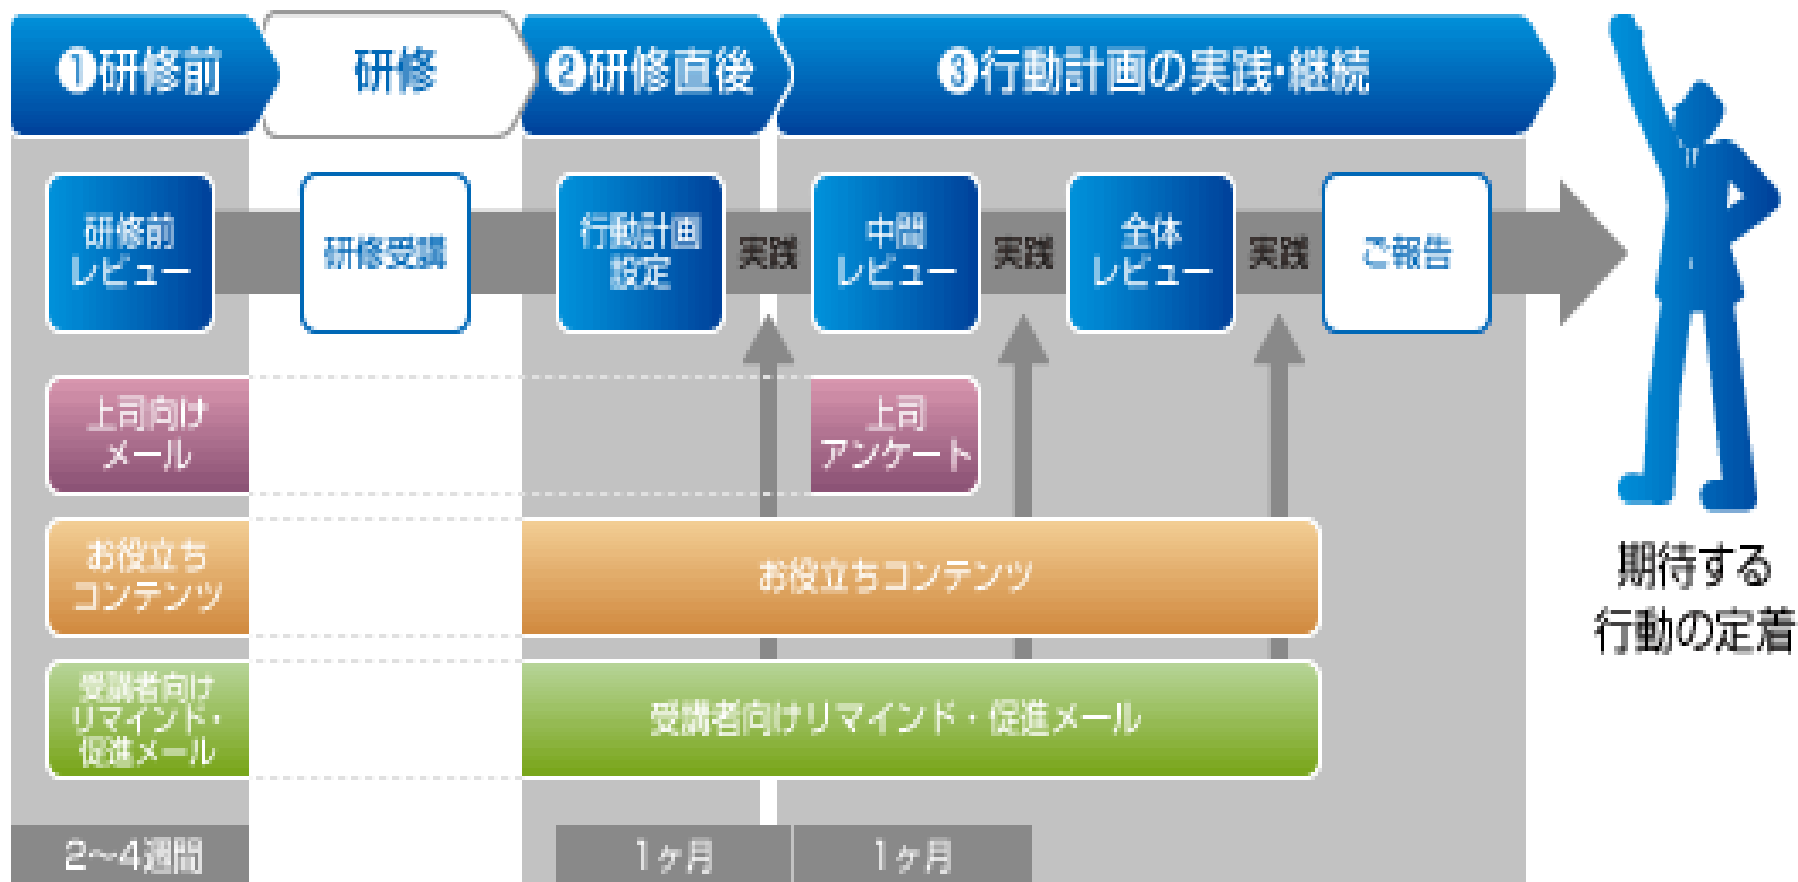 ❶研修前
研修
❷研修直後
❸行動計画の実践・継続
研修前
レビュー
研修受講
行動計画
設定
実践
中間
レビュー
実践
全体
レビュー
実践
ご報告
上司向け
メール
上司
アンケート
お役立ち
コンテンツ
お役立ちコンテンツ
受講者向け
リマインド・
促進メール
受講者向けリマインド・促進メール
2〜4週間
1ヶ月
1ヶ月
期待する
行動の定着